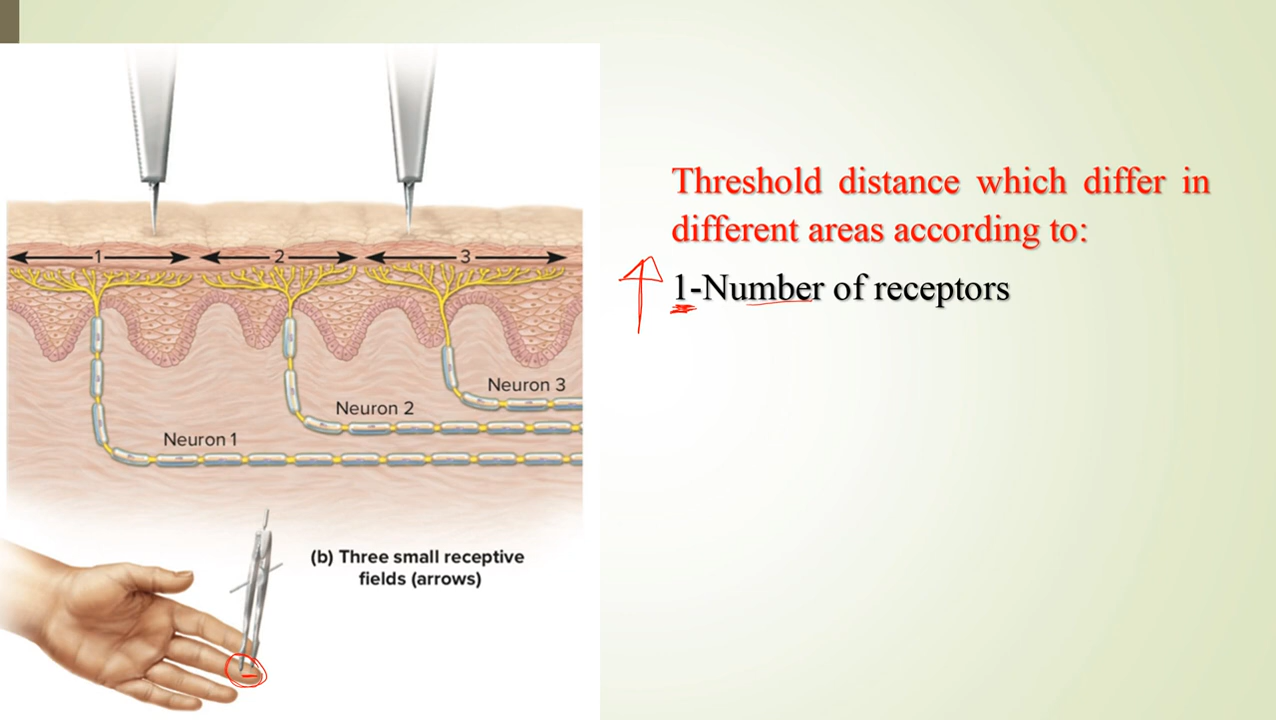 Threshold distance which differ in
different areas according to:
1-Number of receptors
1
2
3
Neuron 3
Neuron 2
Neuron 1
(b) Three small receptive
fields (arrows)